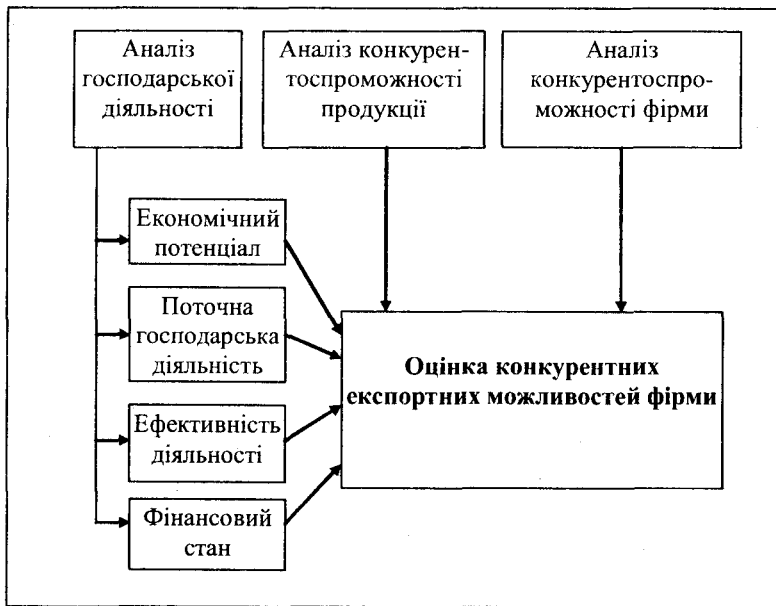 Аналіз
господарської
діяльності
Аналіз конкурен-
тоспроможності
продукції
Аналіз
конкурентоспро-
можності фірми
Економічний
потенціал
Поточна
господарська
діяльність
Ефективність
діяльності
Фінансовий
стан
Оцінка конкурентних
експортних можливостей фірми